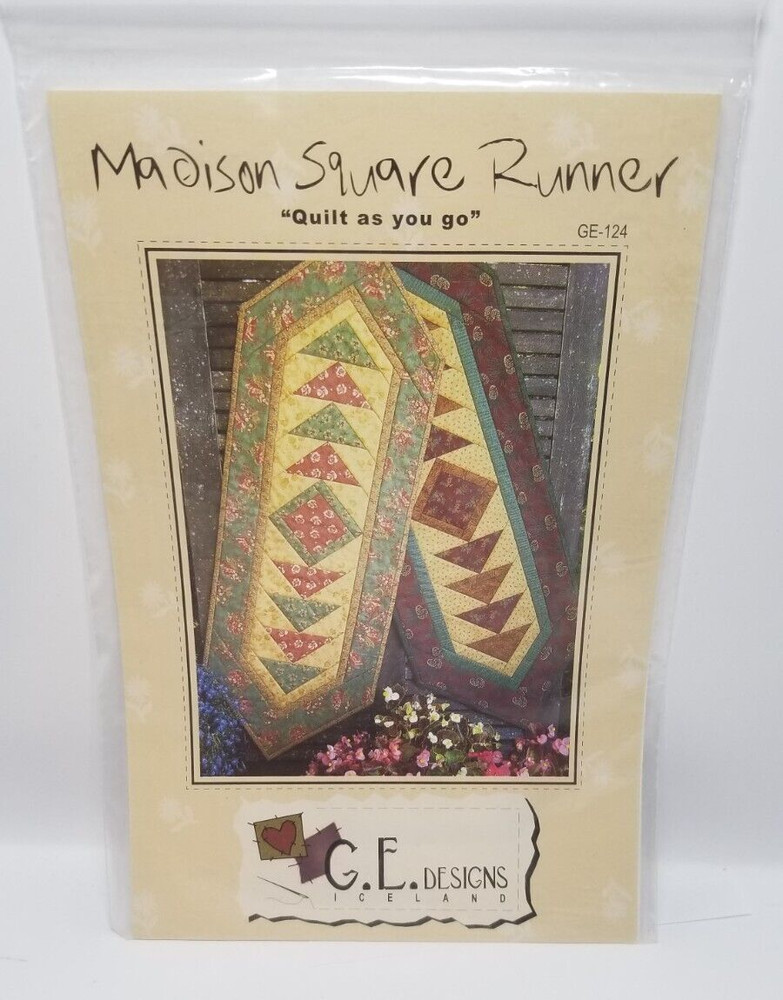 Madison Square Runner
“Quilt as you go”
GE-124
G.E. DESIGNS
ICELAND